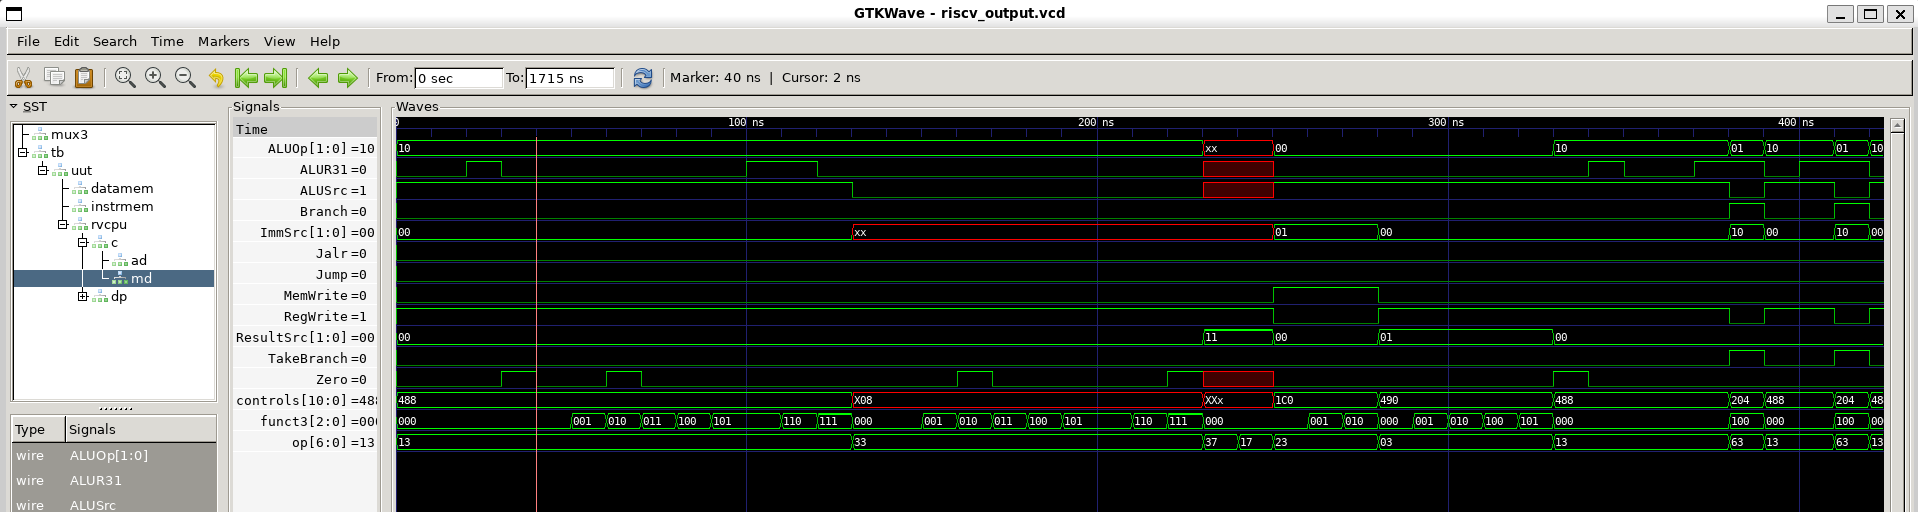 GTKWave - riscv_output.vcd
File Edit Search Time Markers View Help
From: 0 sec To: 1715 ns Marker: 40 ns | Cursor: 2 ns
SST
mux3
tb
uut
datamem
instrmem
rvcpu
c
ad
md
dp
Type Signals
wire ALUOp[1:0]
wire ALUR31
wire ALUSrc
Signals
Time
ALUOp[1:0] =10
ALUR31 =0
ALUSrc =1
Branch =0
ImmSrc[1:0] =00
Jalr =0
Jump =0
MemWrite =0
RegWrite =1
ResultSrc[1:0] =00
TakeBranch =0
Zero =0
controls[10:0] =488
funct3[2:0] =000
op[6:0] =13
Waves
0 100 ns 200 ns 300 ns 400 ns
10 xx 00 10 01 10 01 10
00 xx 01 00 10 00 10 00
00 11 00 01 00
488 X08 XXx 1C0 490 488 204 488 204 48
000 001 010 011 100 101 110 111 000 001 010 011 100 101 110 111 000 001 010 000 001 010 100 101 000 100 000 100 00
13 33 37 17 23 03 13 63 13 63 13